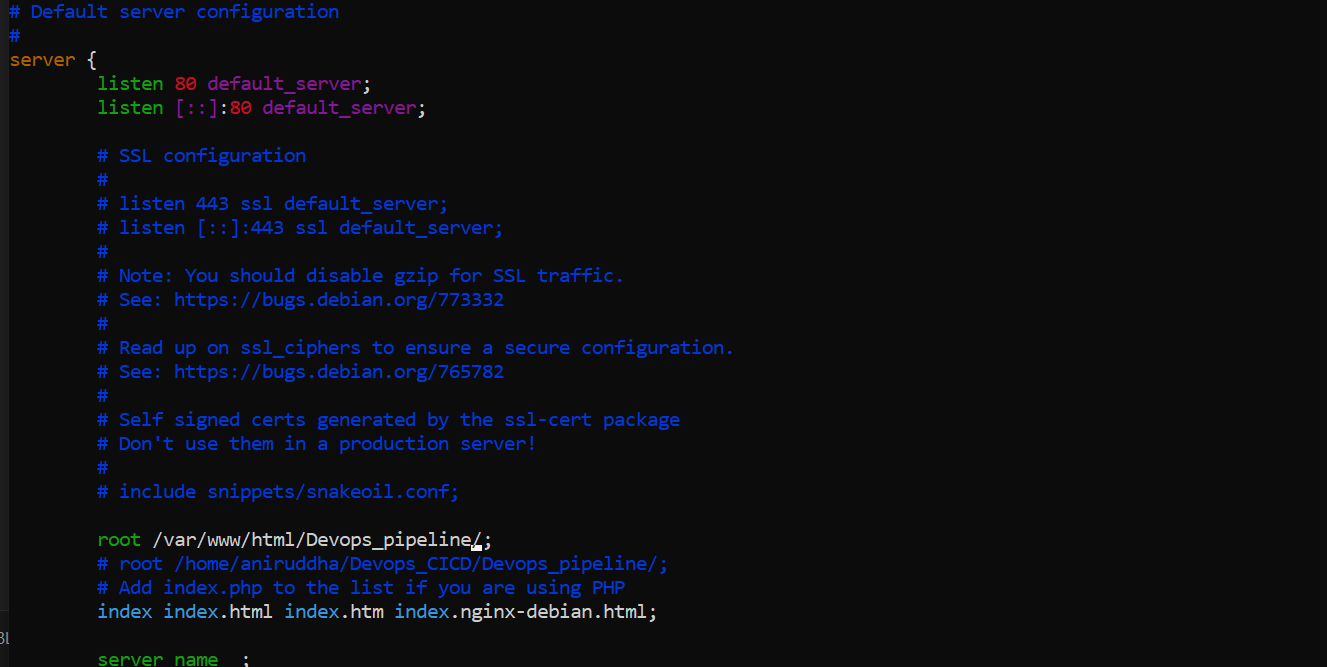 # Default server configuration
#
server {
listen 80 default_server;
listen [::]:80 default_server;
# SSL configuration
#
# listen 443 ssl default_server;
# listen [::]:443 ssl default_server;
#
# Note: You should disable gzip for SSL traffic.
# See: https://bugs.debian.org/773332
#
# Read up on ssl_ciphers to ensure a secure configuration.
# See: https://bugs.debian.org/765782
#
# Self signed certs generated by the ssl-cert package
# Don't use them in a production server!
#
# include snippets/snakeoil.conf;
root /var/www/html/Devops_pipeline/;
# root /home/aniruddha/Devops_CICD/Devops_pipeline/;
# Add index.php to the list if you are using PHP
index index.html index.htm index.nginx-debian.html;
server_name _;